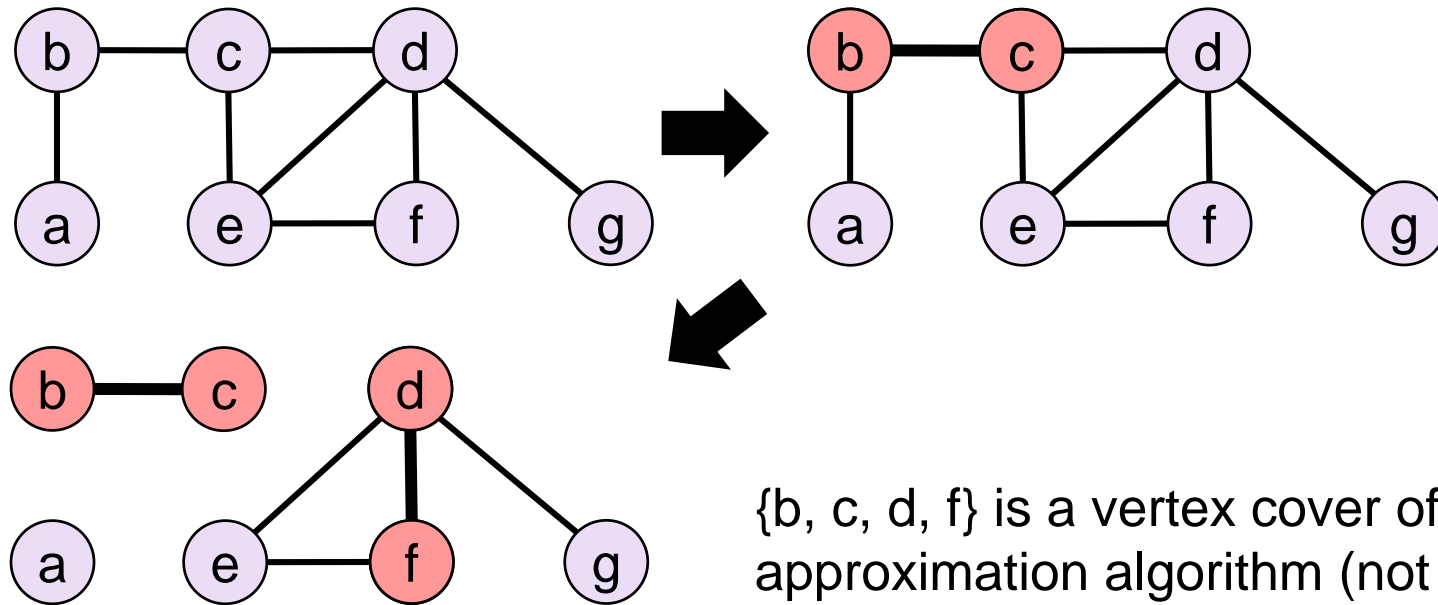 b c d
a e f g
b c d
a e f g
b c d
a e f g
{b, c, d, f} is a vertex cover of
approximation algorithm (not